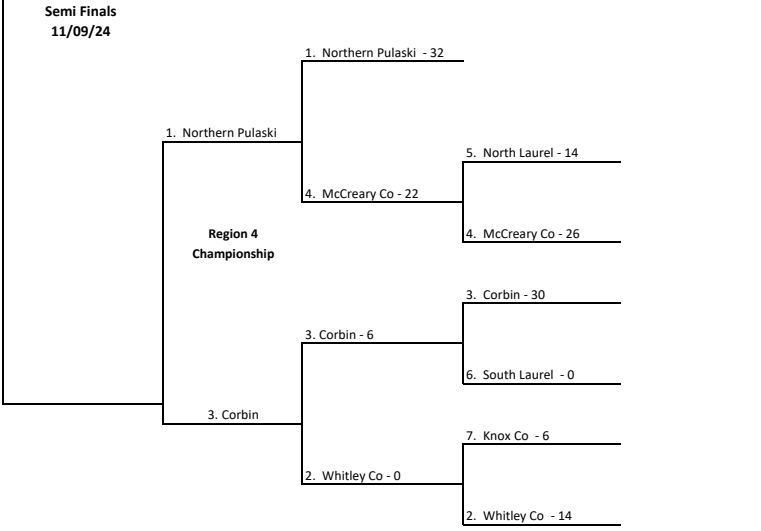 Semi Finals
11/09/24
1. Northern Pulaski - 32
1. Northern Pulaski
5. North Laurel - 14
4. McCreary Co - 22
4. McCreary Co - 26
Region 4
Championship
3. Corbin - 30
3. Corbin - 6
6. South Laurel - 0
3. Corbin
7. Knox Co - 6
2. Whitley Co - 0
2. Whitley Co - 14